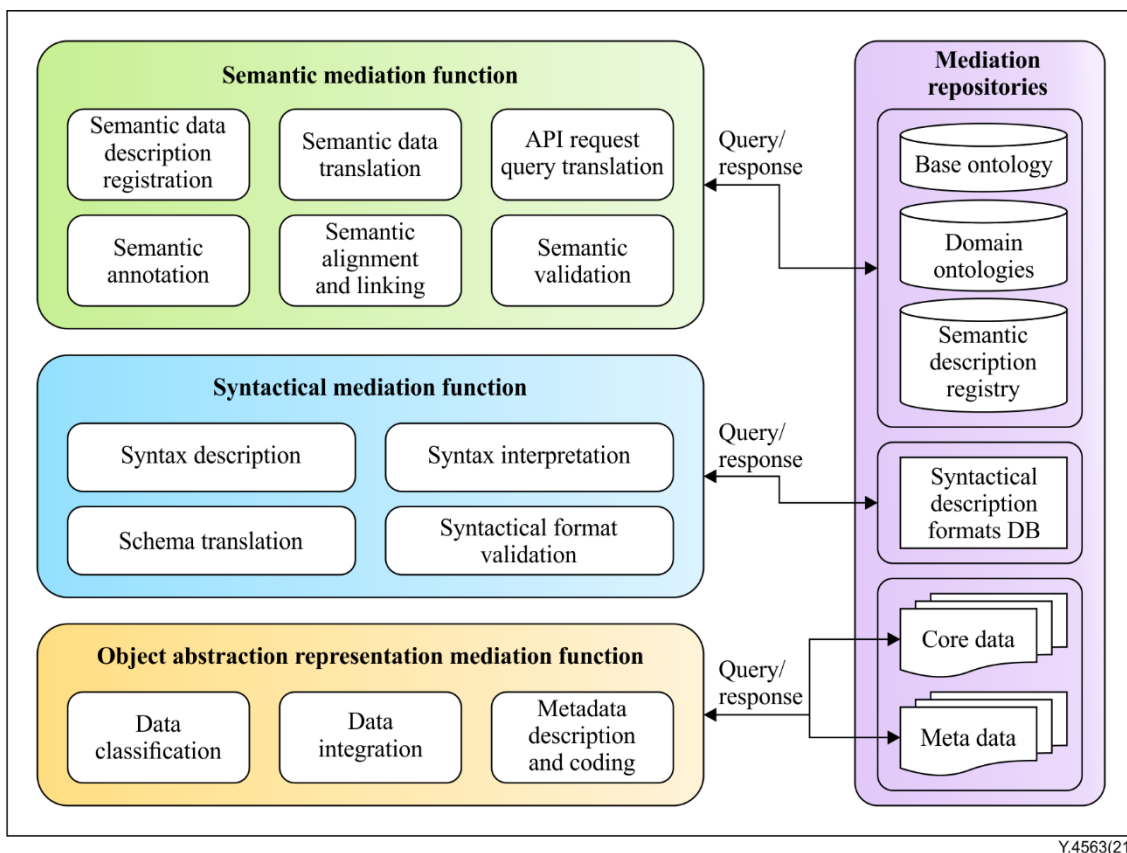 Semantic mediation function
Semantic data
description
registration
Semantic data
translation
API request
query translation
Semantic
annotation
Semantic
alignment
and linking
Semantic
validation
Query/
response
Syntactical mediation function
Syntax description
Syntax interpretation
Schema translation
Syntactical format
validation
Query/
response
Object abstraction representation mediation function
Data
classification
Data
integration
Metadada
description
and coding
Query/
response
Mediation
repositories
Base ontology
Domain
ontologies
Semantic
description
registry
Syntactical
description
formats DB
Core data
Meta data
Y.4563(21